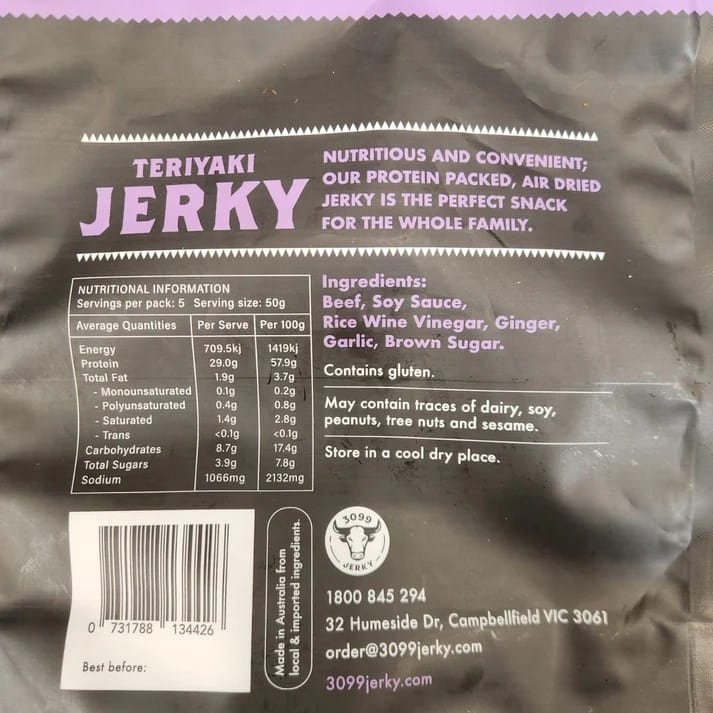 TERIYAKI
JERKY
NUTRITIOUS AND CONVENIENT;
OUR PROTEIN PACKED, AIR DRIED
JERKY IS THE PERFECT SNACK
FOR THE WHOLE FAMILY.
NUTRITIONAL INFORMATION
Servings per pack: 5 Serving size: 50g
Average Quantities Per Serve Per 100g
Energy 709.5kj 1419kj
Protein 29.0g 57.9g
Total Fat 1.9g 3.7g
- Monounsaturated 0.1g 0.2g
- Polyunsaturated 0.4g 0.8g
- Saturated 1.4g 2.8g
- Trans <0.1g <0.1g
Carbohydrates 8.7g 17.4g
Total Sugars 3.9g 7.8g
Sodium 1066mg 2132mg
Ingredients:
Beef, Soy Sauce,
Rice Wine Vinegar, Ginger,
Garlic, Brown Sugar.
Contains gluten.
May contain traces of dairy, soy,
peanuts, tree nuts and sesame.
Store in a cool dry place.
0 731788 134426
Best before:
Made in Australia from
local & imported ingredients.
3099
JERKY
1800 845 294
32 Humeside Dr, Campbellfield VIC 3061
order@3099jerky.com
3099jerky.com